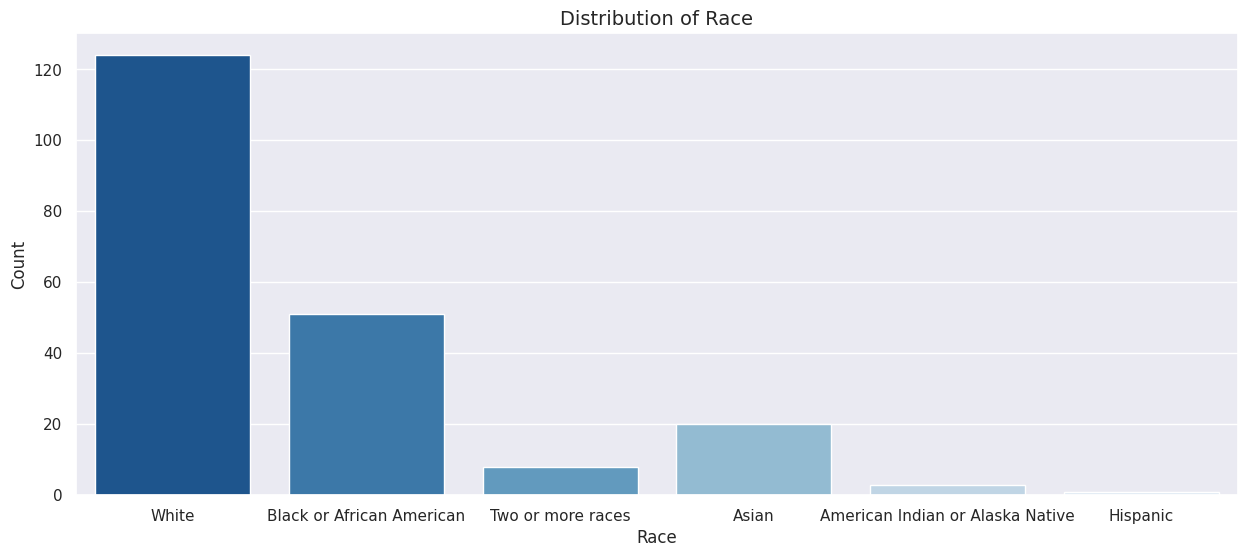 Distribution of Race
120
100
80
60
40
20
0
Count
White
Black or African American
Two or more races
Asian
American Indian or Alaska Native
Hispanic
Race